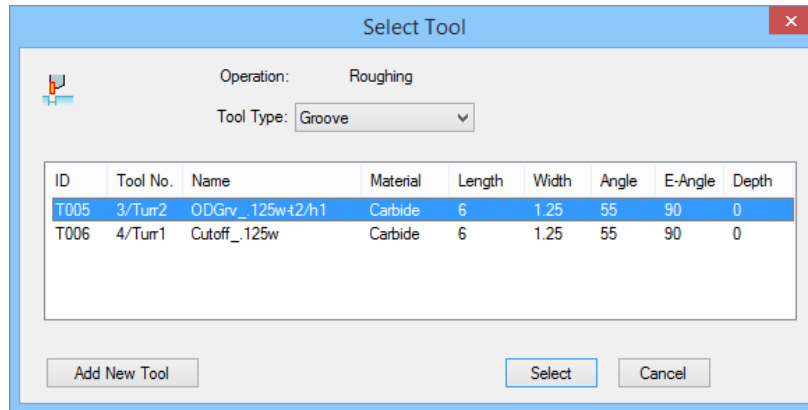 Select Tool
Operation: Roughing
Tool Type: Groove
ID Tool No. Name Material Length Width Angle E-Angle Depth
T005 3/Turr2 ODGrv_.125w-t2/h1 Carbide 6 1.25 55 90 0
T006 4/Turr1 Cutoff_.125w Carbide 6 1.25 55 90 0
Add New Tool Select Cancel